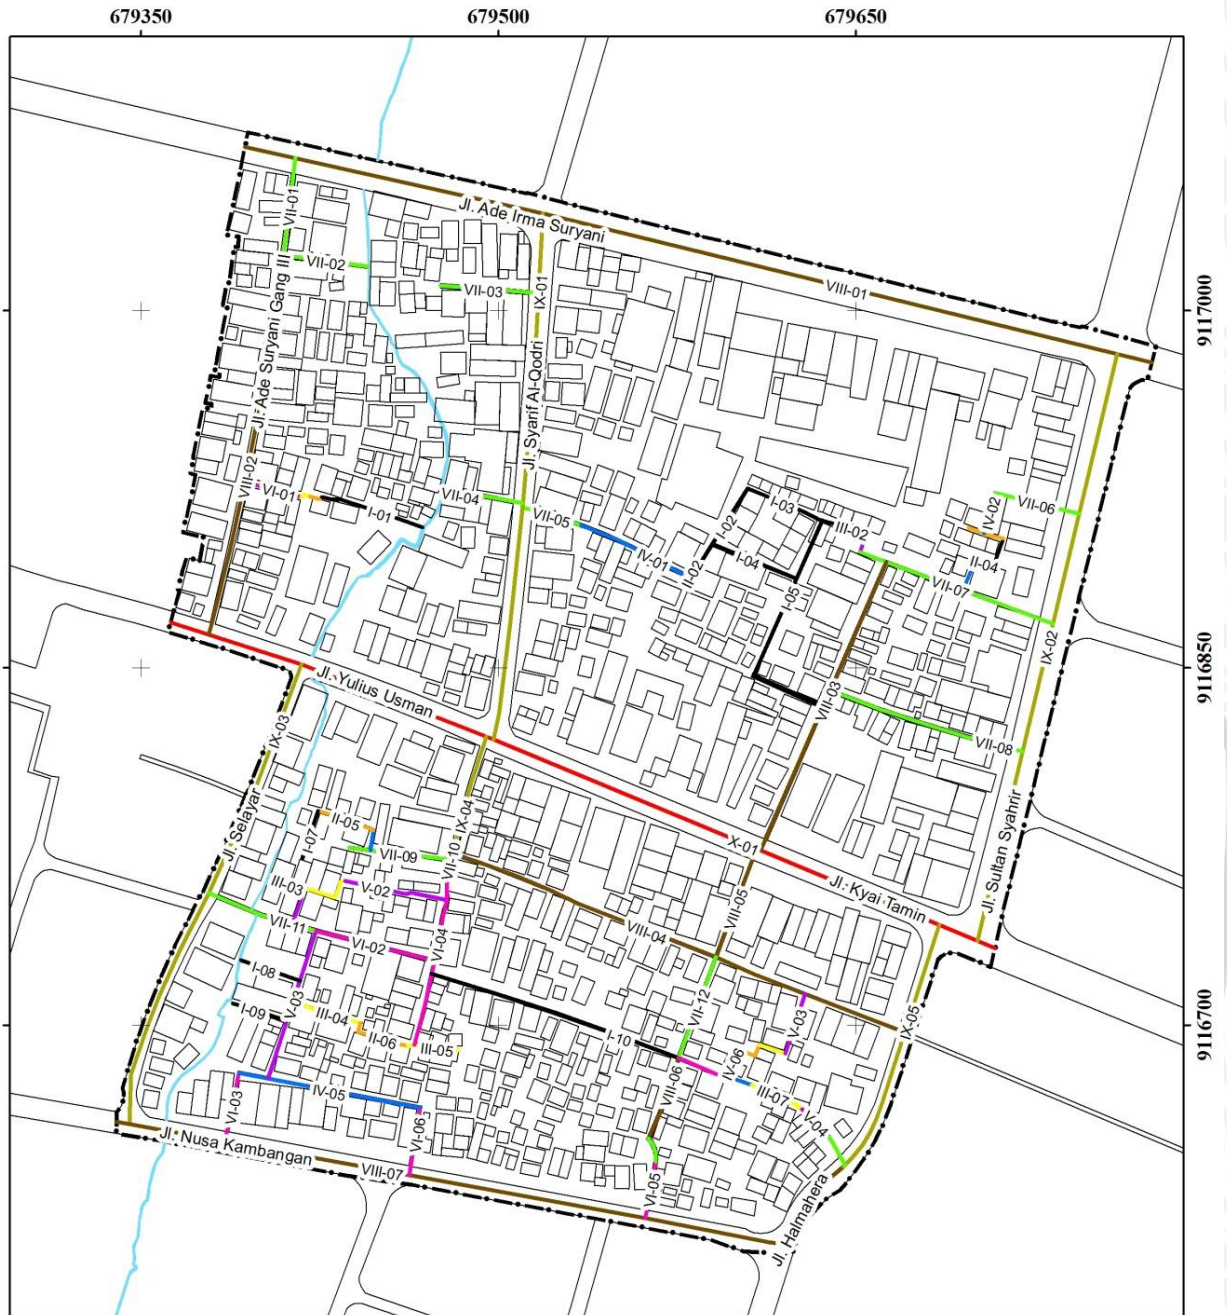 679350
679500
679650
Jl. Ade Irma Suryani
VII-01
VII-02
VII-03
IX-01
VIII-01
9117000
Jl. Ade Suryani Gang III
Jl. Syarif Al-Qodri
VIII-02
VI-01
I-01
VII-04
VII-05
IV-01
II-02
I-02
I-03
I-04
I-05
III-02
IV-02
VII-06
II-04
VII-07
IX-02
9116850
Jl. Yulius Usman
VIII-03
VII-08
IX-03
Jl. Selayar
I-07
II-05
IX-04
VII-10
VII-09
X-01
Jl. Kyai Tamin
Jl. Sultan Syahrir
III-03
V-02
VII-11
VI-02
VI-04
VIII-04
VIII-05
I-08
V-03
I-09
III-04
II-06
III-05
I-10
VII-12
V-03
IX-05
9116700
IV-06
VIII-06
III-07
V-04
IV-05
VI-03
VI-06
Jl. Nusa Kambangan
VIII-07
VI-05
Jl. Halmahera